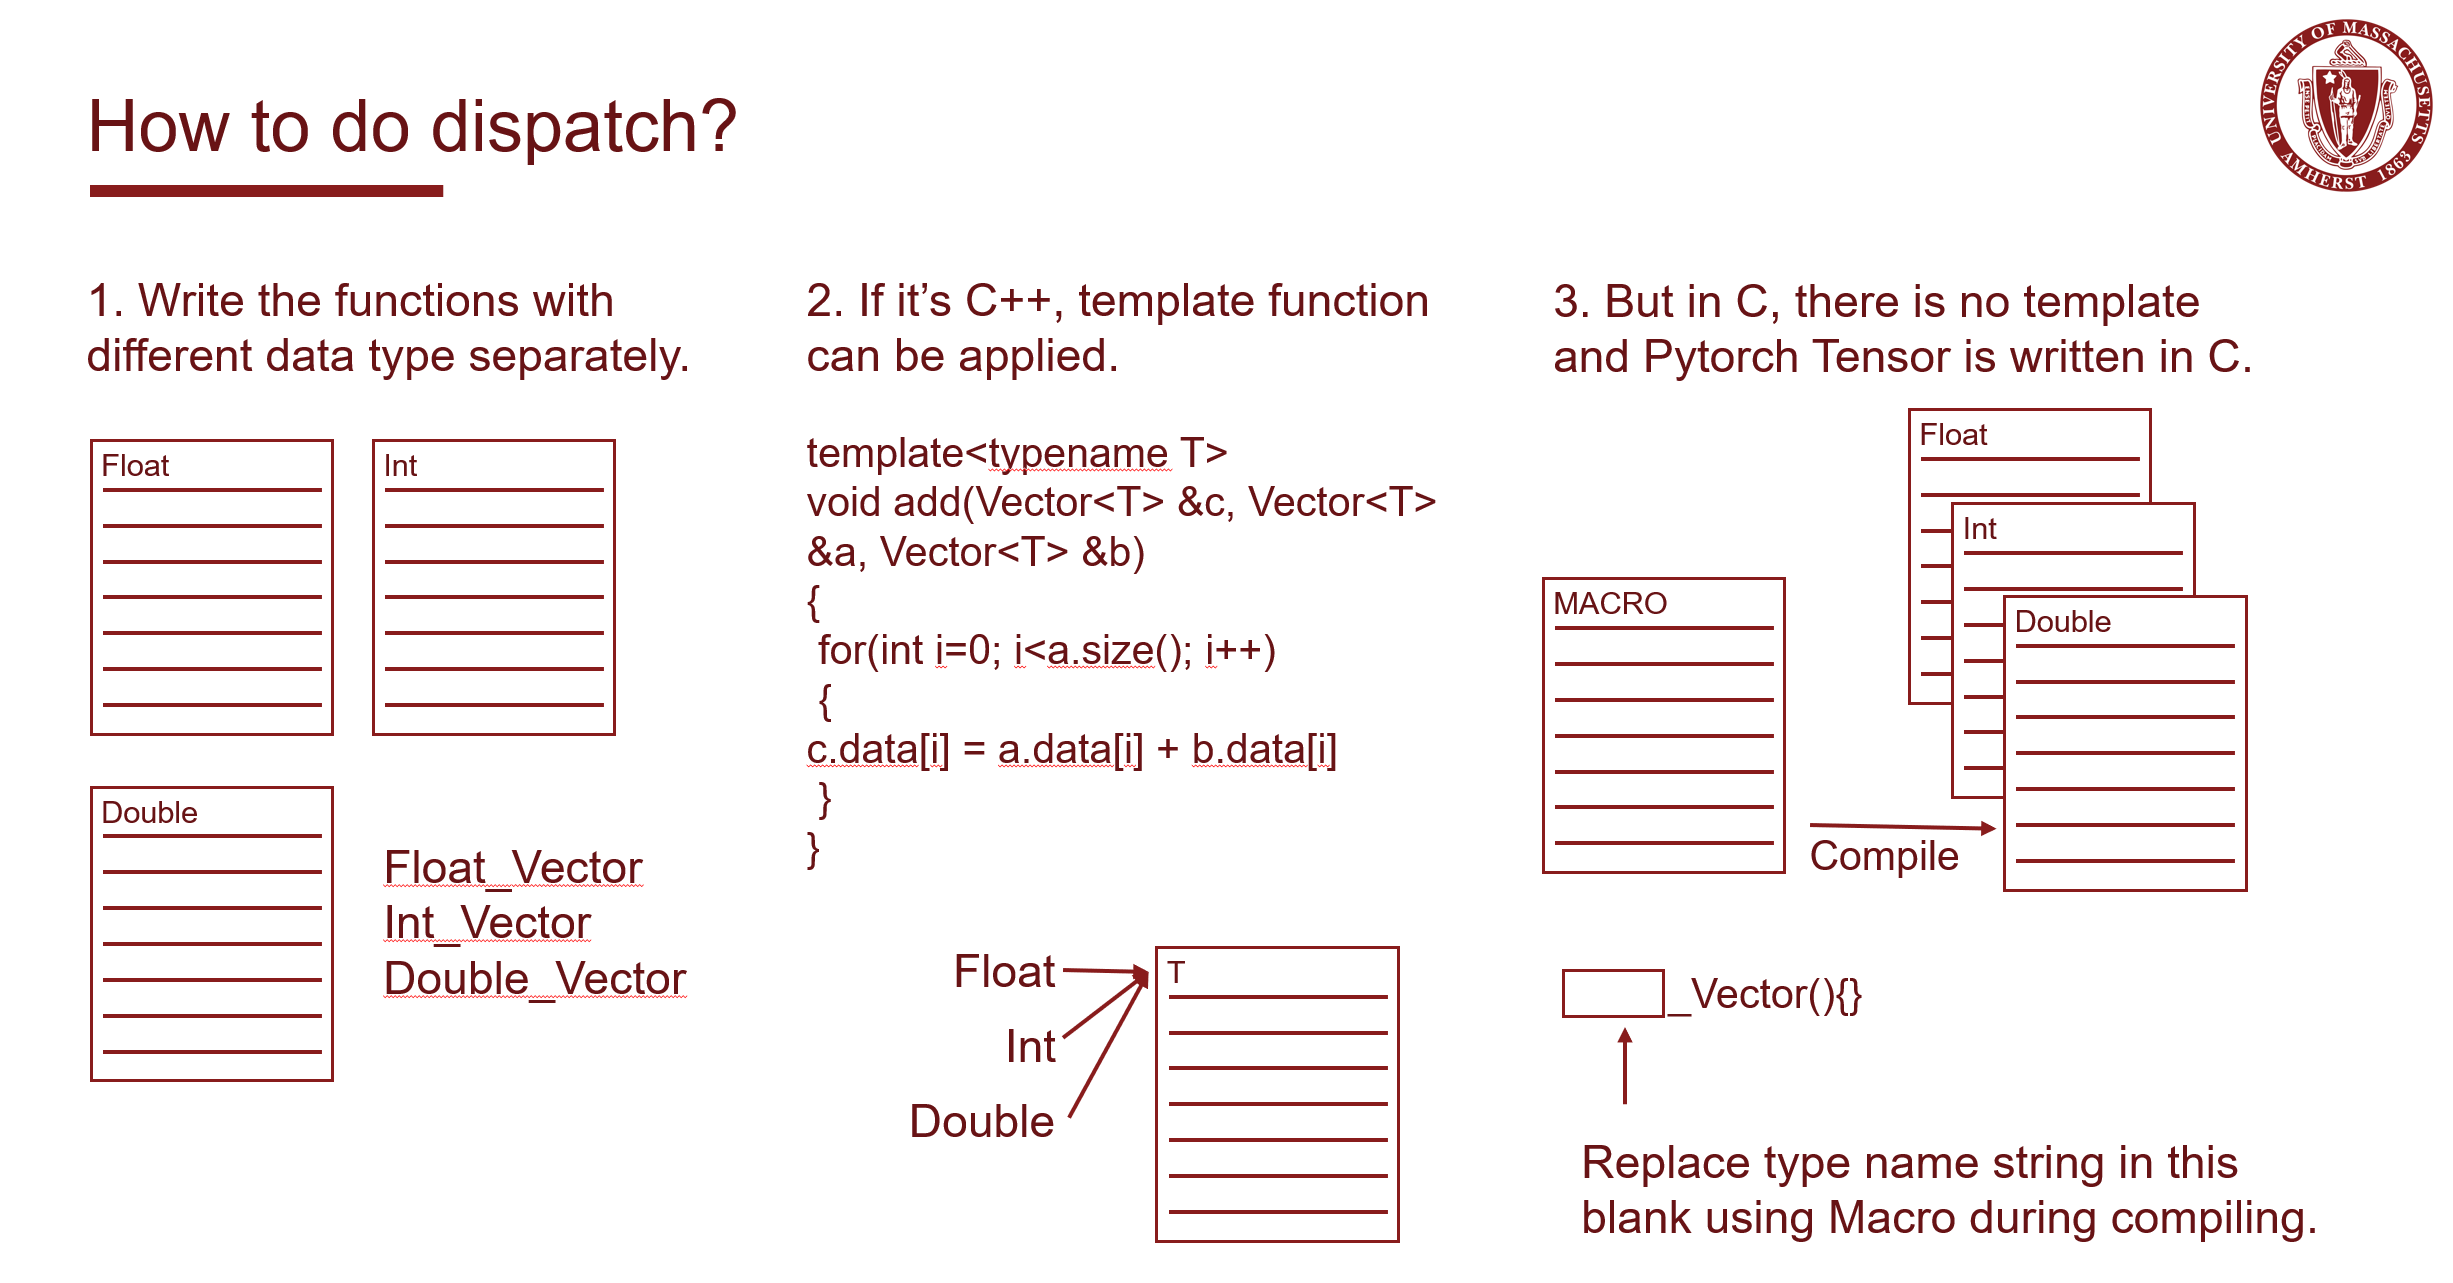 How to do dispatch?
UNIVERSITY OF MASSACHUSETTS
AMHERST 1863
1. Write the functions with
different data type separately.
Float
Int
Double
Float_Vector
Int_Vector
Double_Vector
2. If it’s C++, template function
can be applied.
template<typename T>
void add(Vector<T> &c, Vector<T>
&a, Vector<T> &b)
{
for(int i=0; i<a.size(); i++)
{
c.data[i] = a.data[i] + b.data[i]
}
}
Float
Int
Double
T
3. But in C, there is no template
and Pytorch Tensor is written in C.
Float
Int
Double
MACRO
Compile
_Vector(){}
Replace type name string in this
blank using Macro during compiling.